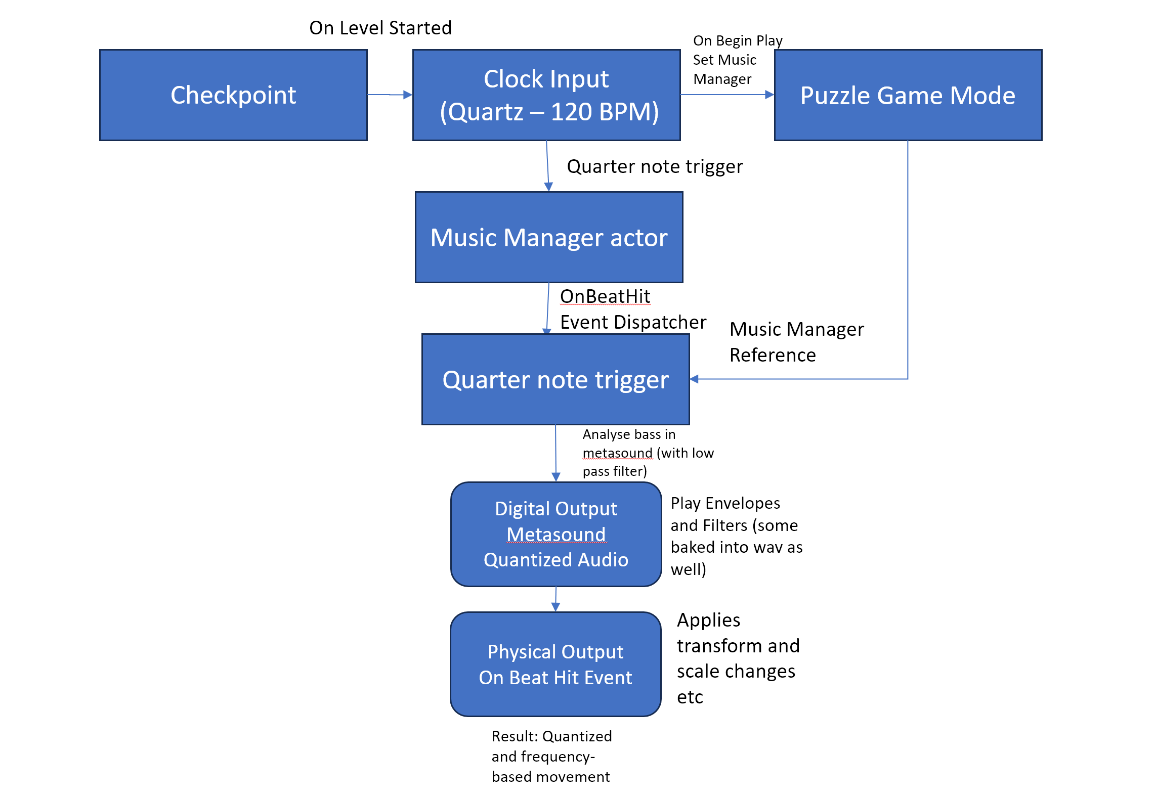 On Level Started
On Begin Play
Set Music
Manager
Checkpoint
Clock Input
(Quartz – 120 BPM)
Puzzle Game Mode
Quarter note trigger
Music Manager actor
OnBeatHit
Event Dispatcher
Music Manager
Reference
Quarter note trigger
Analyse bass in
metasound (with low
pass filter)
Digital Output
Metasound
Quantized Audio
Play Envelopes
and Filters (some
baked into wav as
well)
Physical Output
On Beat Hit Event
Applies
transform and
scale changes
etc
Result: Quantized
and frequency-
based movement